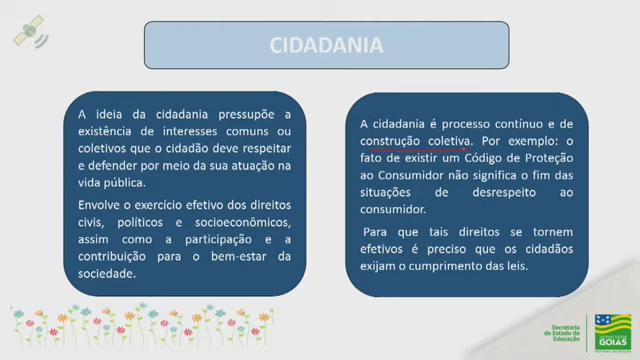 CIDADANIA
A ideia da cidadania pressupõe a
existência de interesses comuns ou
coletivos que o cidadão deve respeitar
e defender por meio da sua atuação na
vida pública.
Envolve o exercício efetivo dos direitos
civis, políticos e socioeconômicos,
assim como a participação e a
contribuição para o bem-estar da
sociedade.
A cidadania é processo contínuo e de
construção coletiva. Por exemplo: o
fato de existir um Código de Proteção
ao Consumidor não significa o fim das
situações de desrespeito ao
consumidor.
Para que tais direitos se tornem
efetivos é preciso que os cidadãos
exijam o cumprimento das leis.
Secretaria
de Estado da
Educação
GOIÁS